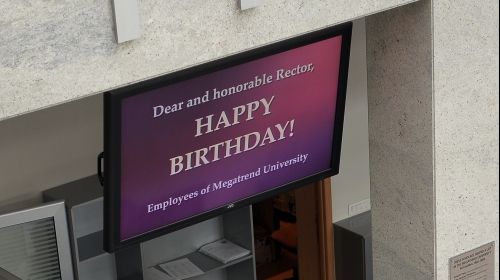 Dear and honorable Rector,
HAPPY
BIRTHDAY!
Employees of Megatrend University